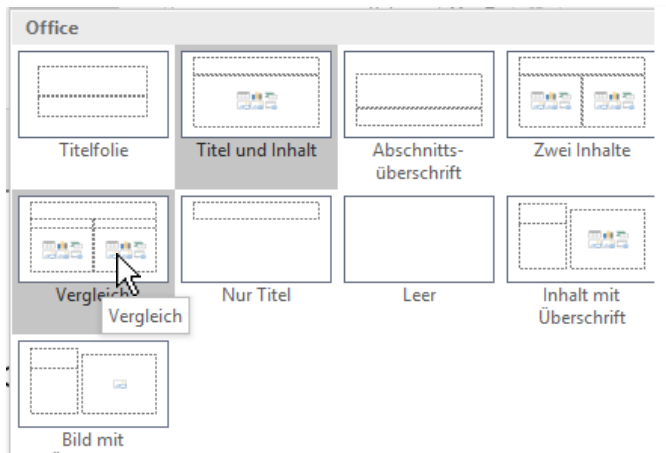 Office
Titelfolie
Titel und Inhalt
Abschnitts-
überschrift
Zwei Inhalte
Vergleich
Vergleich
Nur Titel
Leer
Inhalt mit
Überschrift
Bild mit